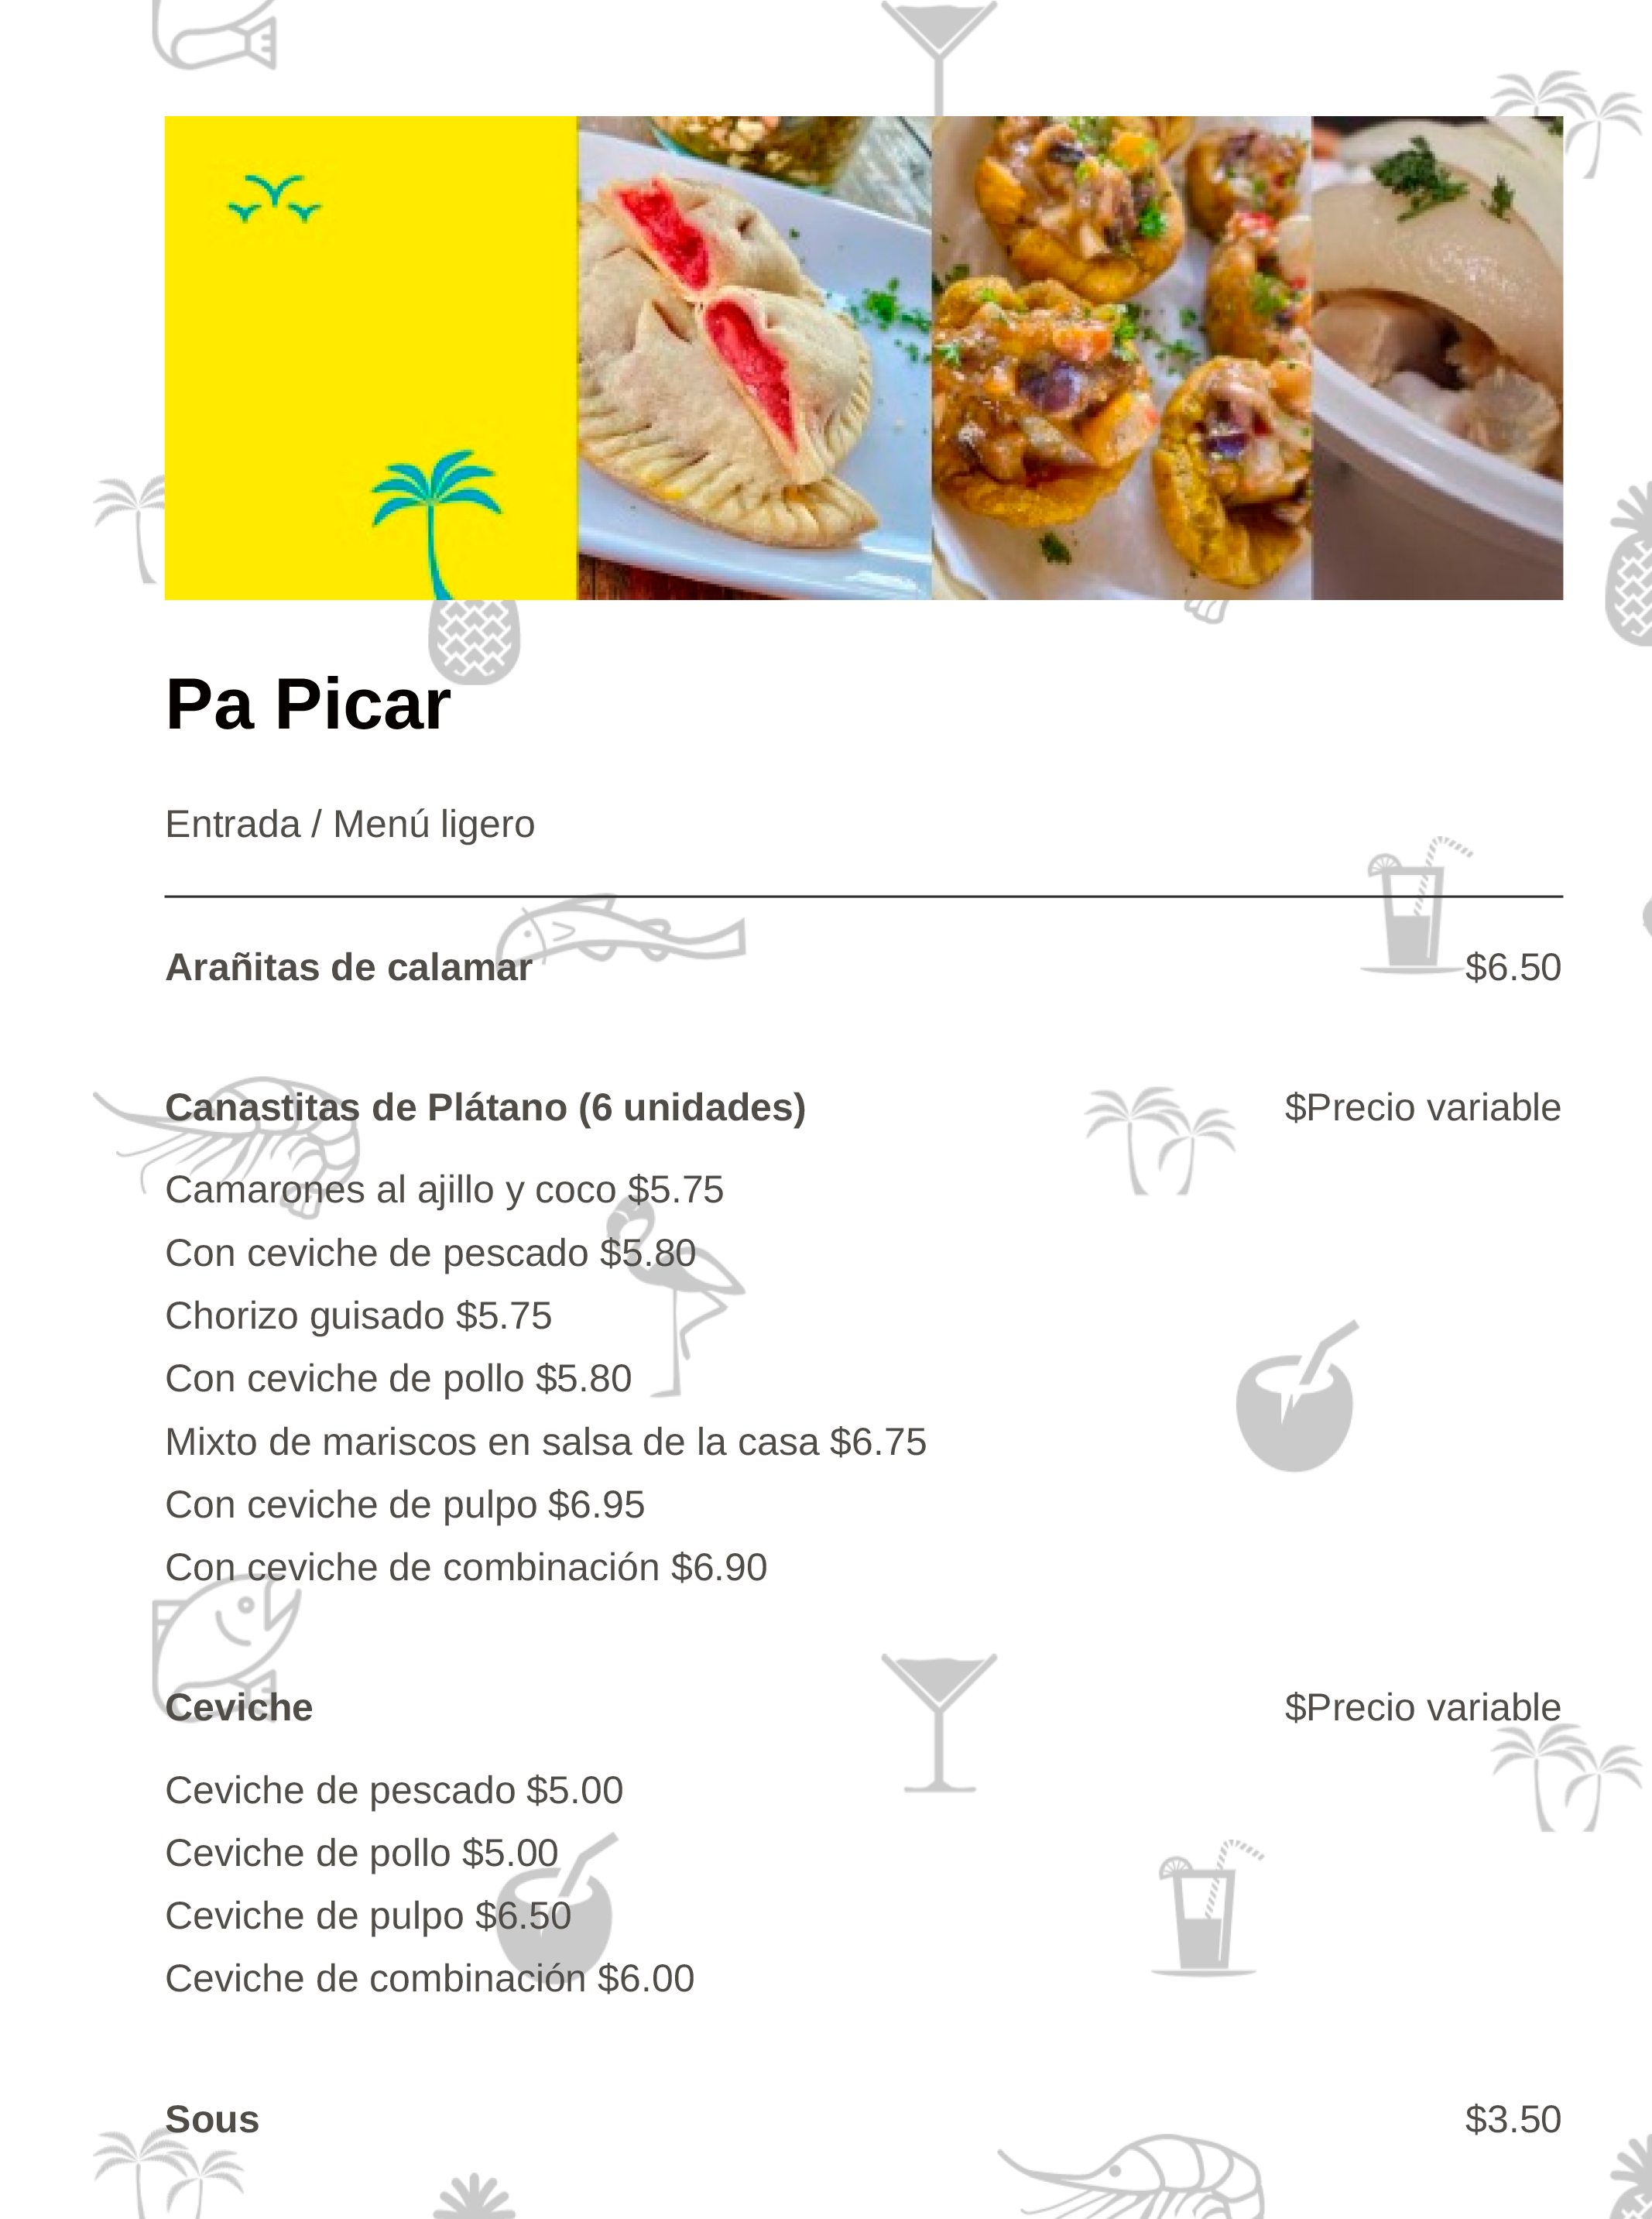 Pa Picar
Entrada / Menú ligero
Arañitas de calamar $6.50
Canastitas de Plátano (6 unidades) $Precio variable
Camarones al ajillo y coco $5.75
Con ceviche de pescado $5.80
Chorizo guisado $5.75
Con ceviche de pollo $5.80
Mixto de mariscos en salsa de la casa $6.75
Con ceviche de pulpo $6.95
Con ceviche de combinación $6.90
Ceviche $Precio variable
Ceviche de pescado $5.00
Ceviche de pollo $5.00
Ceviche de pulpo $6.50
Ceviche de combinación $6.00
Sous $3.50